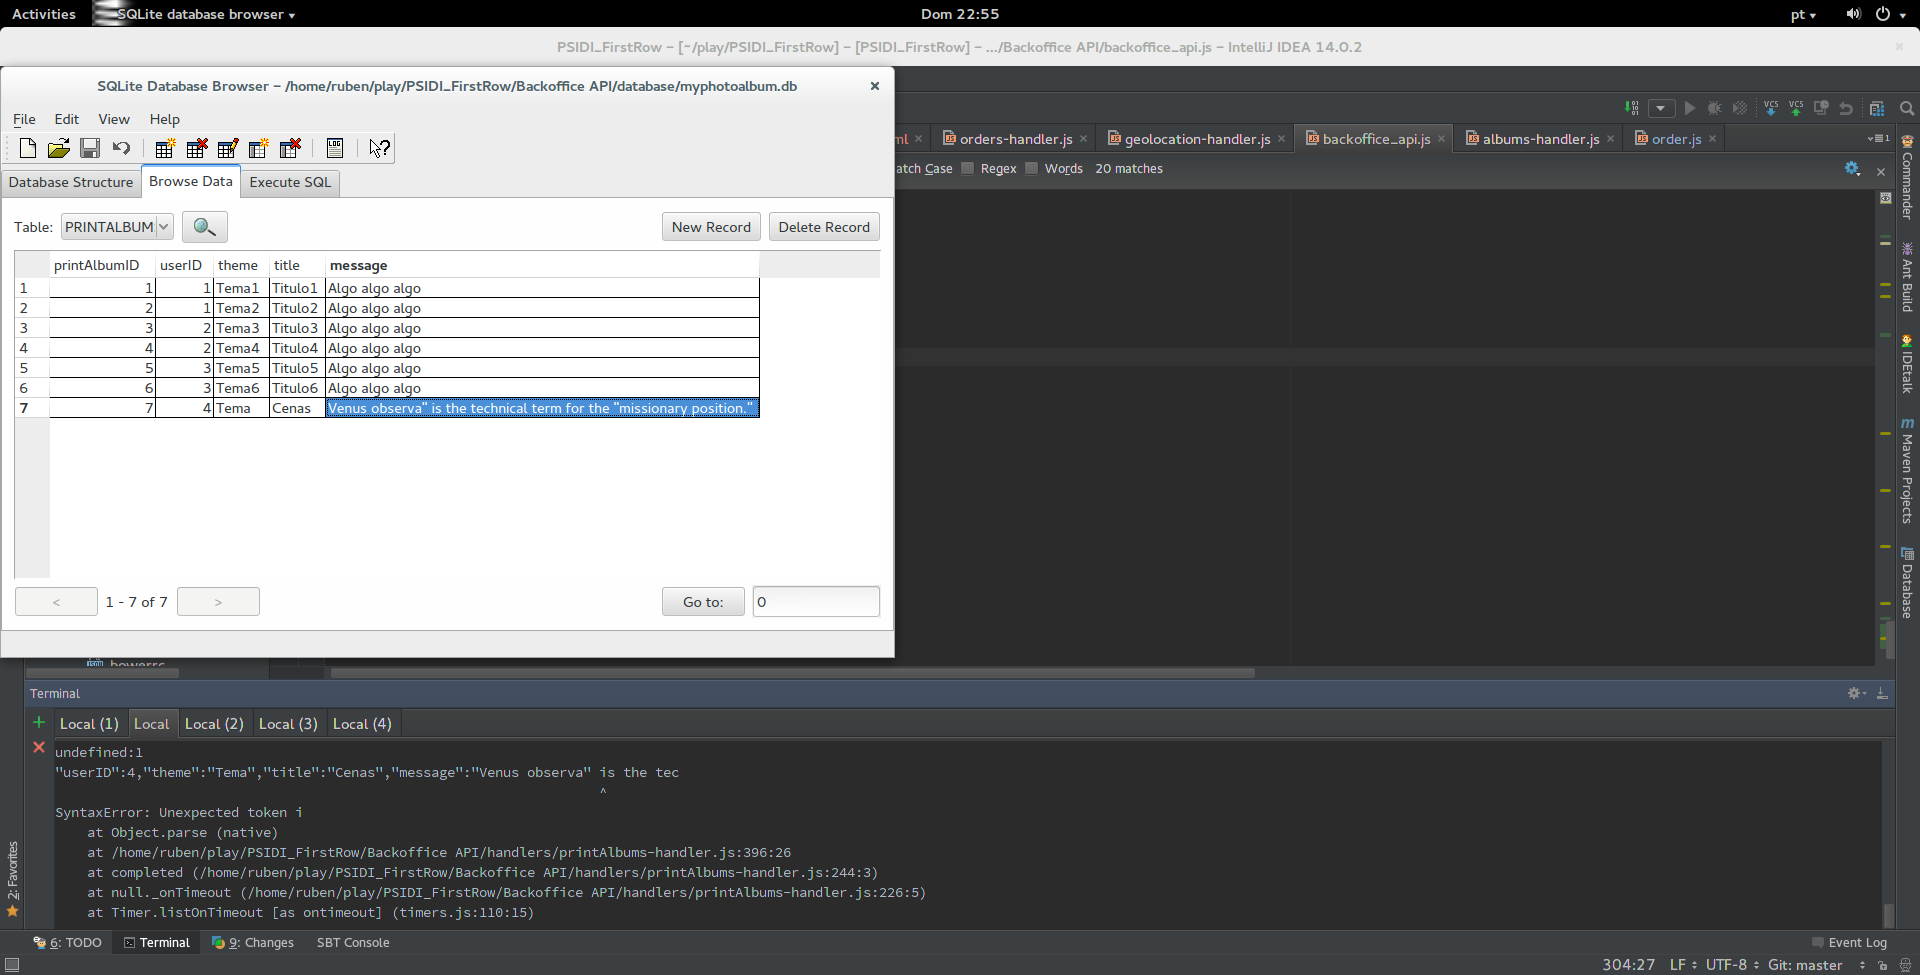 Activities
SQLite database browser
Dom 22:55
pt
PSIDI_FirstRow – [~/play/PSIDI_FirstRow] – [PSIDI_FirstRow] – .../Backoffice API/backoffice_api.js – IntelliJ IDEA 14.0.2
SQLite Database Browser – /home/ruben/play/PSIDI_FirstRow/Backoffice API/database/myphotoalbum.db
File Edit View Help
LOG
Database Structure Browse Data Execute SQL
Table: PRINTALBUM
New Record Delete Record
printAlbumID userID theme title message
1 1 1 Tema1 Titulo1 Algo algo algo
2 2 1 Tema2 Titulo2 Algo algo algo
3 3 2 Tema3 Titulo3 Algo algo algo
4 4 2 Tema4 Titulo4 Algo algo algo
5 5 3 Tema5 Titulo5 Algo algo algo
6 6 3 Tema6 Titulo6 Algo algo algo
7 7 4 Tema Cenas Venus observa" is the technical term for the "missionary position."
< 1 - 7 of 7 >
Go to: 0
VCS VCS
ml orders-handler.js geolocation-handler.js backoffice_api.js albums-handler.js order.js
atch Case Regex Words 20 matches
Commander
Ant Build
IDEtalk
Maven Projects
Database
bowerrc
Terminal
Local (1) Local Local (2) Local (3) Local (4)
undefined:1
"userID":4,"theme":"Tema","title":"Cenas","message":"Venus observa" is the tec
^
SyntaxError: Unexpected token i
at Object.parse (native)
at /home/ruben/play/PSIDI_FirstRow/Backoffice API/handlers/printAlbums-handler.js:396:26
at completed (/home/ruben/play/PSIDI_FirstRow/Backoffice API/handlers/printAlbums-handler.js:244:3)
at null._onTimeout (/home/ruben/play/PSIDI_FirstRow/Backoffice API/handlers/printAlbums-handler.js:226:5)
at Timer.listOnTimeout [as ontimeout] (timers.js:110:15)
2: Favorites
6: TODO Terminal 9: Changes SBT Console
Event Log
304:27 LF UTF-8 Git: master